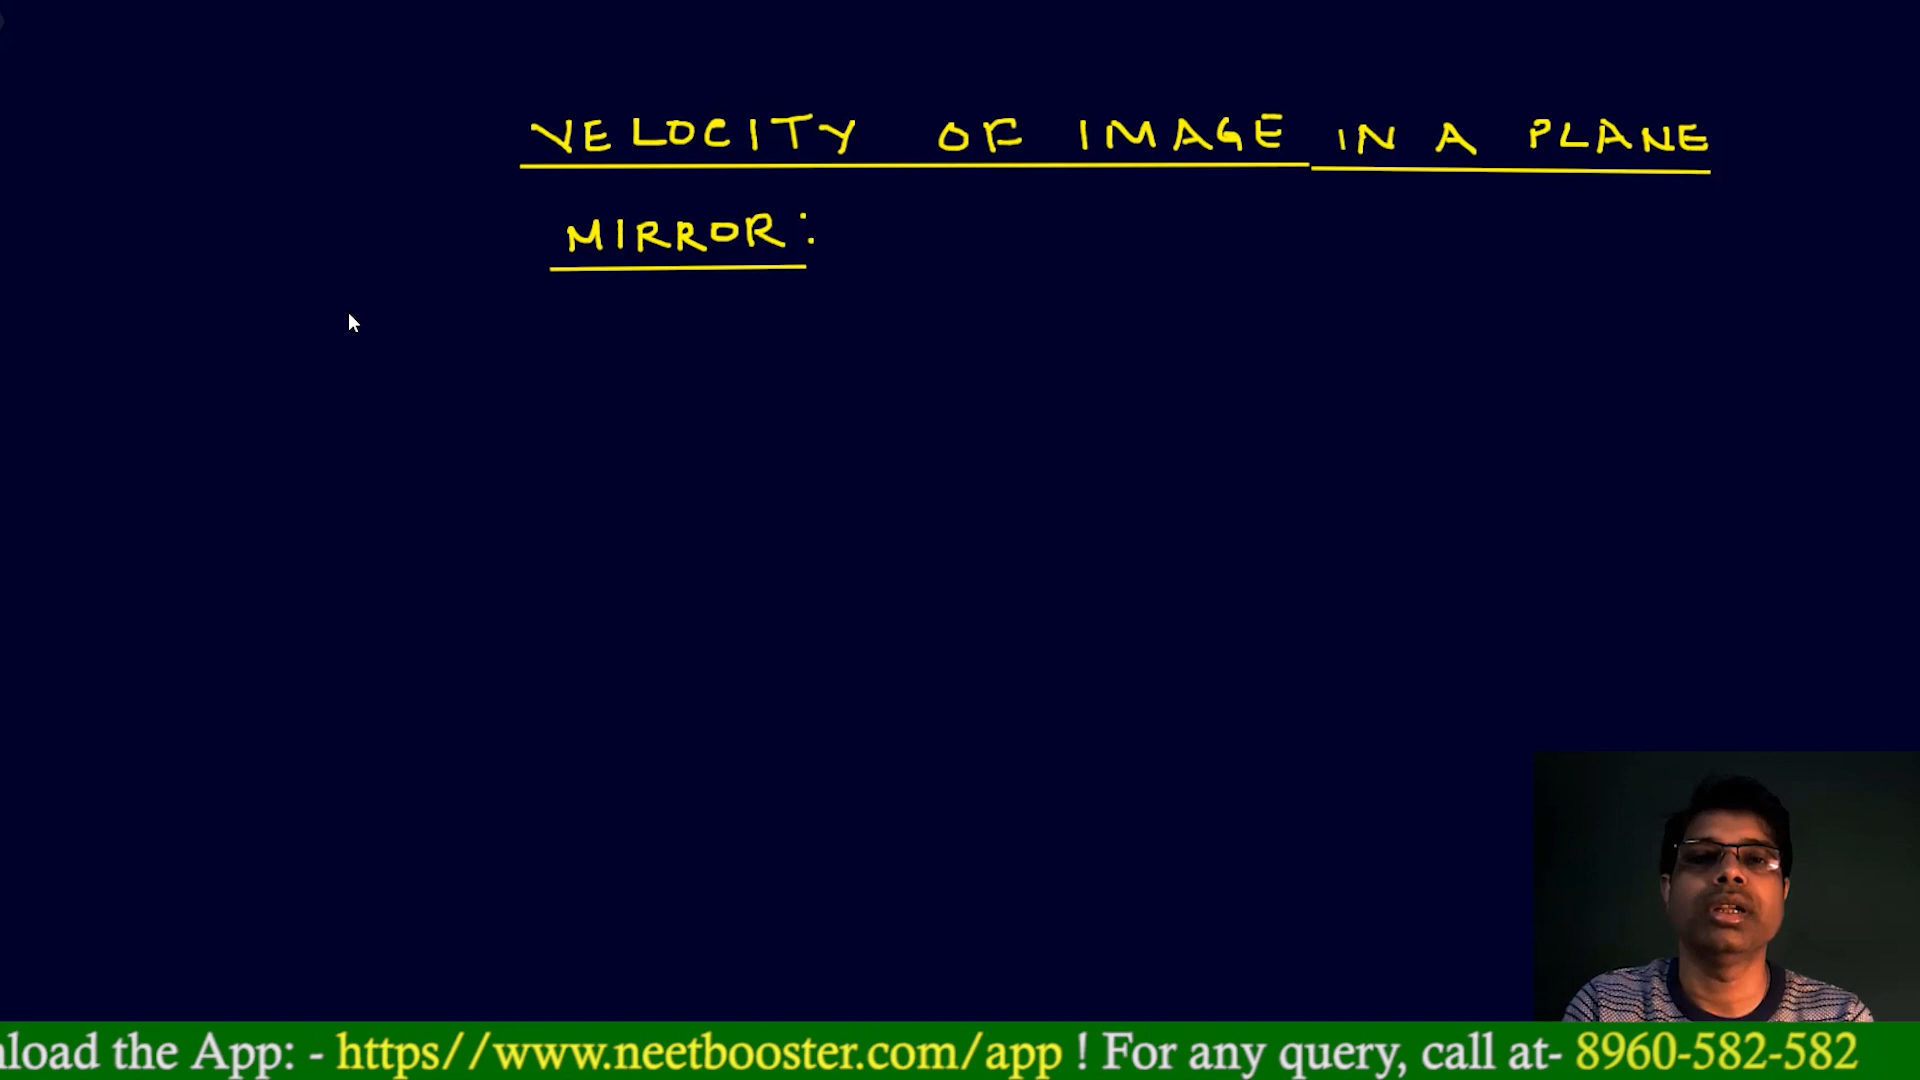 VELOCITY OF IMAGE IN A PLANE
MIRROR:
load the App: - https//www.neetbooster.com/app ! For any query, call at- 8960-582-582